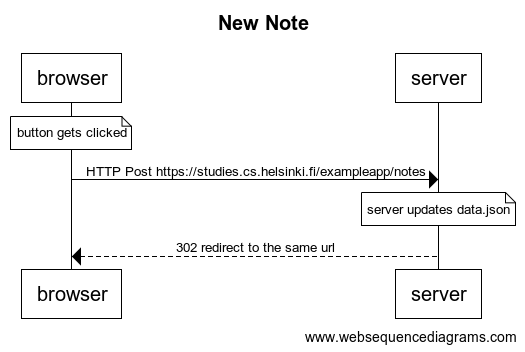 New Note
browser
server
button gets clicked
HTTP Post https://studies.cs.helsinki.fi/exampleapp/notes
server updates data.json
302 redirect to the same url
browser
server
www.websequencediagrams.com